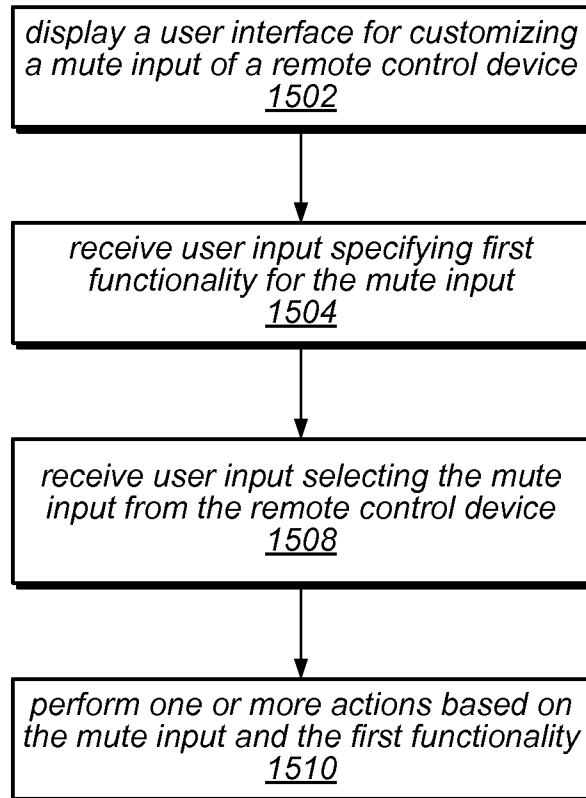 display a user interface for customizing
a mute input of a remote control device
1502
receive user input specifying first
functionality for the mute input
1504
receive user input selecting the mute
input from the remote control device
1508
perform one or more actions based on
the mute input and the first functionality
1510